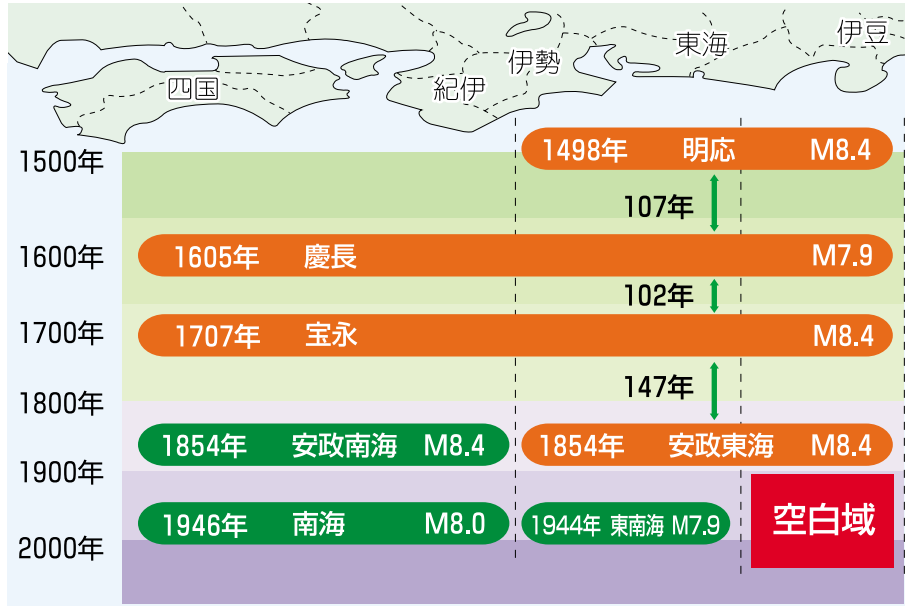 伊豆
東海
伊勢
紀伊
四国
1500年
1498年 明応 M8.4
107年
1600年
1605年 慶長 M7.9
102年
1700年
1707年 宝永 M8.4
147年
1800年
1854年 安政南海 M8.4
1854年 安政東海 M8.4
1900年
1946年 南海 M8.0
1944年 東南海 M7.9
空白域
2000年